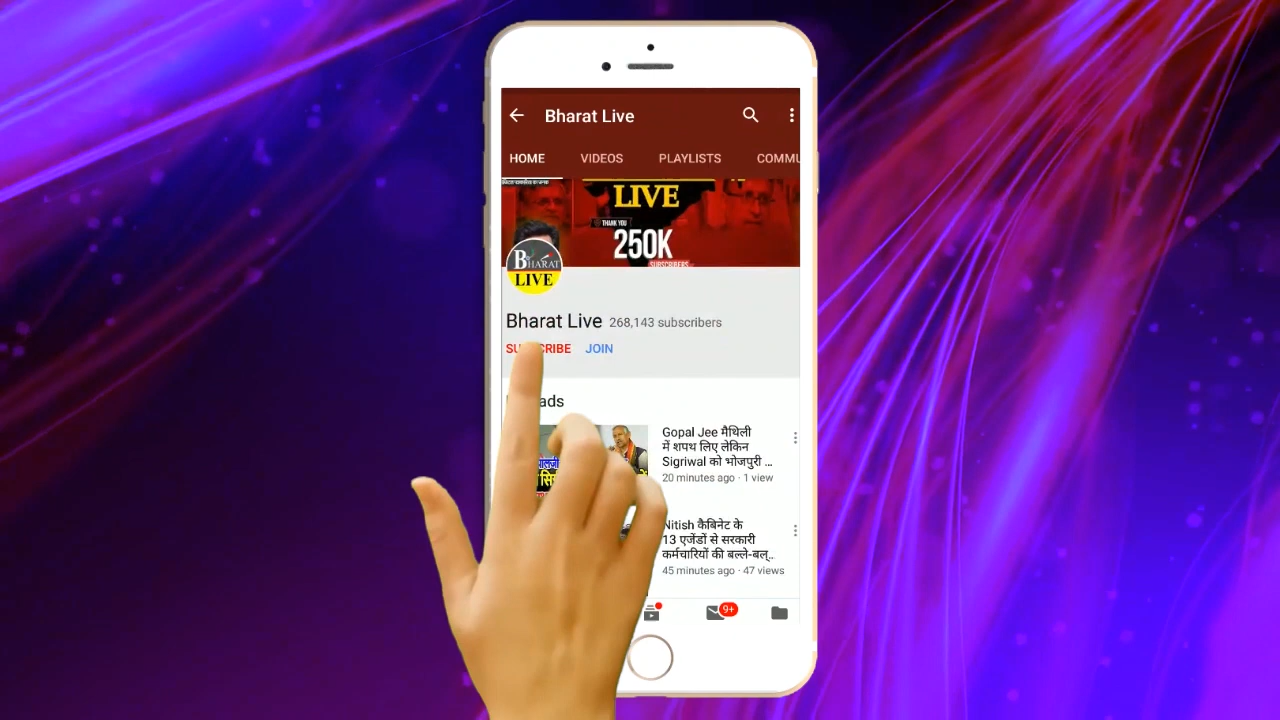 Bharat Live
HOME VIDEOS PLAYLISTS COMMU
LIVE
THANK YOU
250K
SUBSCRIBERS
BHARAT
LIVE
Bharat Live 268,143 subscribers
SUBSCRIBE JOIN
ads
Gopal Jee मैथिली
में शपथ लिए लेकिन
Sigriwal को भोजपुरी ...
20 minutes ago · 1 view
Nitish कैबिनेट के
13 एजेंडों से सरकारी
कर्मचारियों की बल्ले-बल्..
45 minutes ago · 47 views
9+